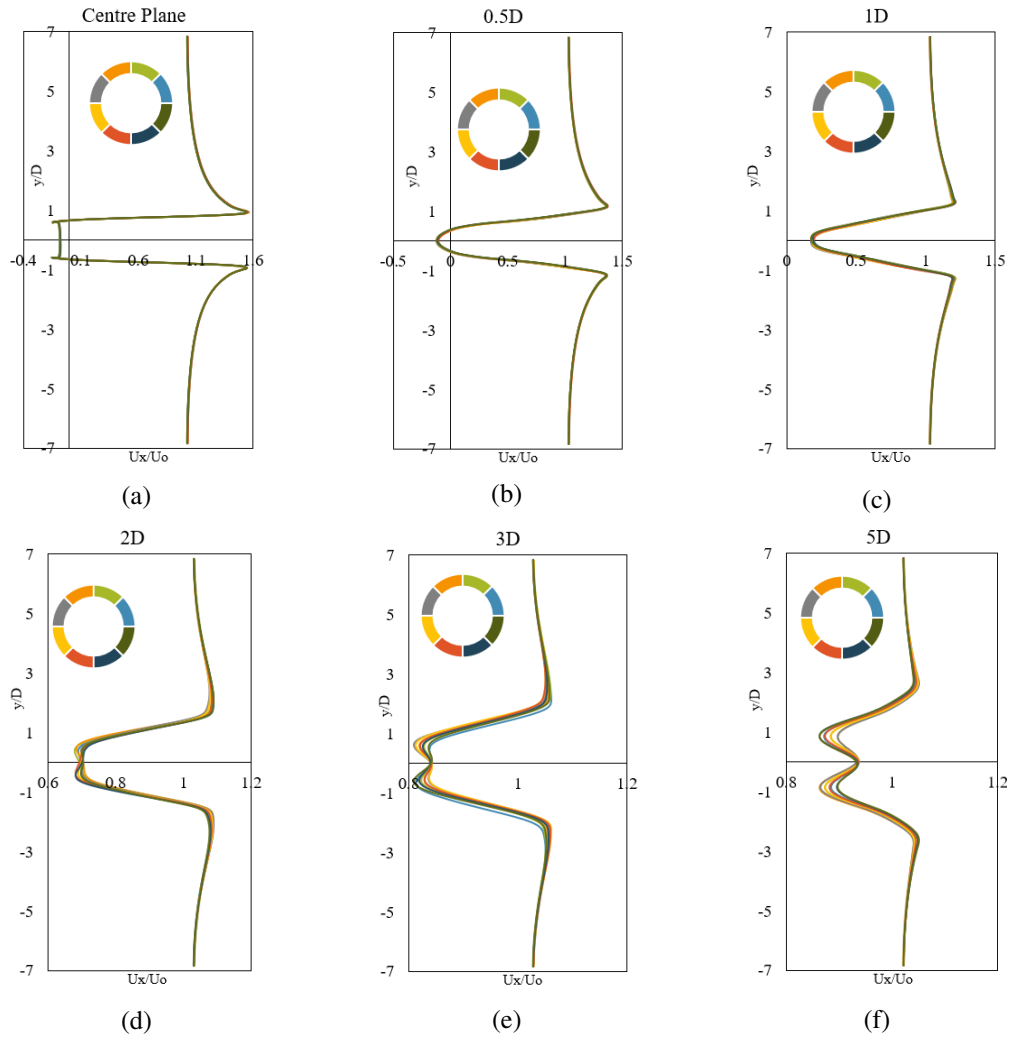 Centre Plane
7
5
3
y/D
1
-0.4 0.1 0.6 1.1 1.6
-1
-3
-5
-7
Ux/Uo
(a)
0.5D
7
5
3
y/D
1
-0.5 0 0.5 1 1.5
-1
-3
-5
-7
Ux/Uo
(b)
1D
7
5
3
y/D
1
0 0.5 1 1.5
-1
-3
-5
-7
Ux/Uo
(c)
2D
7
5
3
y/D
1
0.6 0.8 1 1.2
-1
-3
-5
-7
Ux/Uo
(d)
3D
7
5
3
y/D
1
0.8 1 1.2
-1
-3
-5
-7
Ux/Uo
(e)
5D
7
5
3
y/D
1
0.8 1 1.2
-1
-3
-5
-7
Ux/Uo
(f)